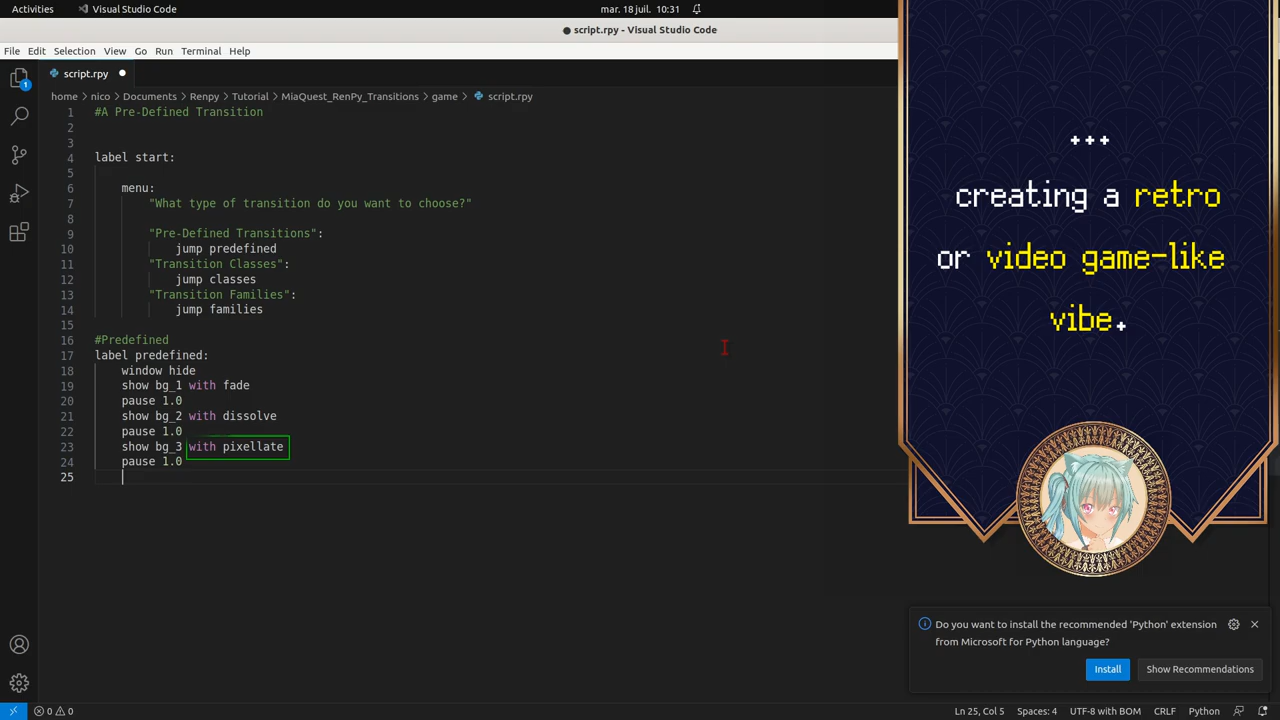 Activities
Visual Studio Code
mar. 18 juil. 10:31
● script.rpy - Visual Studio Code
File Edit Selection View Go Run Terminal Help
script.rpy
home > nico > Documents > Renpy > Tutorial > MiaQuest_RenPy_Transitions > game > script.rpy
1 #A Pre-Defined Transition
2
3
4 label start:
5
6 menu:
7 "What type of transition do you want to choose?"
8
9 "Pre-Defined Transitions":
10 jump predefined
11 "Transition Classes":
12 jump classes
13 "Transition Families":
14 jump families
15
16 #Predefined
17 label predefined:
18 window hide
19 show bg_1 with fade
20 pause 1.0
21 show bg_2 with dissolve
22 pause 1.0
23 show bg_3 with pixellate
24 pause 1.0
25
1
...
creating a retro
or video game-like
vibe.
Do you want to install the recommended 'Python' extension
from Microsoft for Python language?
Install
Show Recommendations
0 0
Ln 25, Col 5 Spaces: 4 UTF-8 with BOM CRLF Python